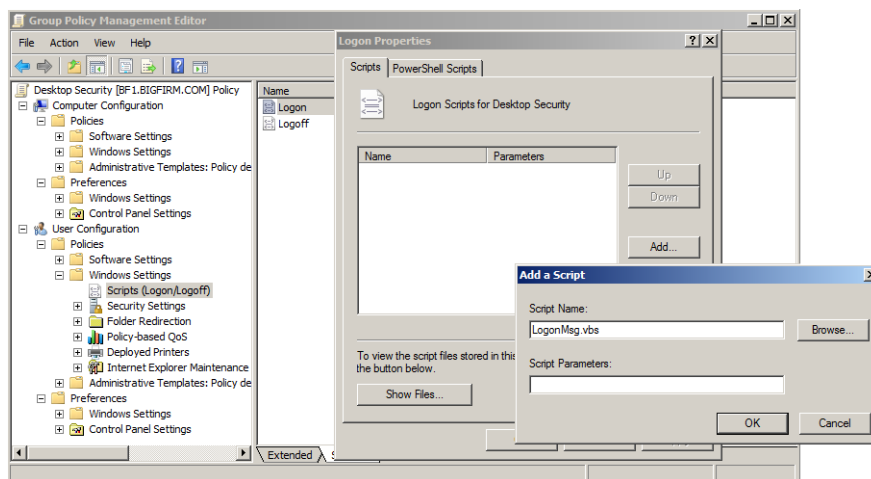 Group Policy Management Editor
File Action View Help
Desktop Security [BF1.BIGFIRM.COM] Policy
Computer Configuration
Policies
Software Settings
Windows Settings
Administrative Templates: Policy de
Preferences
Windows Settings
Control Panel Settings
User Configuration
Policies
Software Settings
Windows Settings
Scripts (Logon/Logoff)
Security Settings
Folder Redirection
Policy-based QoS
Deployed Printers
Internet Explorer Maintenance
Administrative Templates: Policy de
Preferences
Windows Settings
Control Panel Settings
Name
Logon
Logoff
Extended
Logon Properties
Scripts PowerShell Scripts
Logon Scripts for Desktop Security
Name Parameters
Up
Down
Add...
To view the script files stored in this
the button below.
Show Files...
Add a Script
Script Name:
LogonMsg.vbs
Browse...
Script Parameters:
OK Cancel